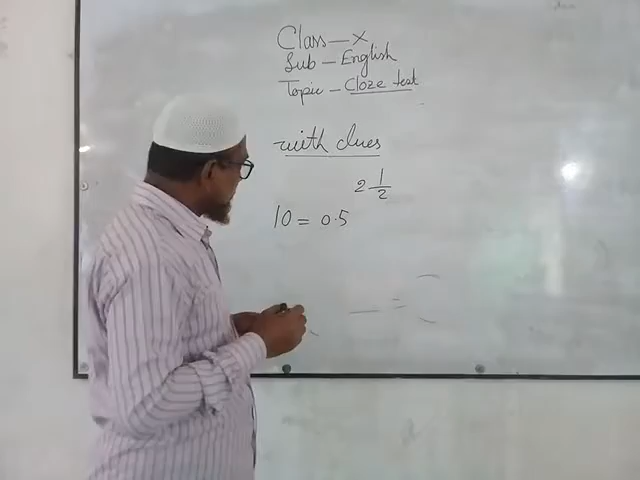 Class — X
Sub - English
Topic - Cloze test
with clues
2 1/2
10 = 0.5
— =